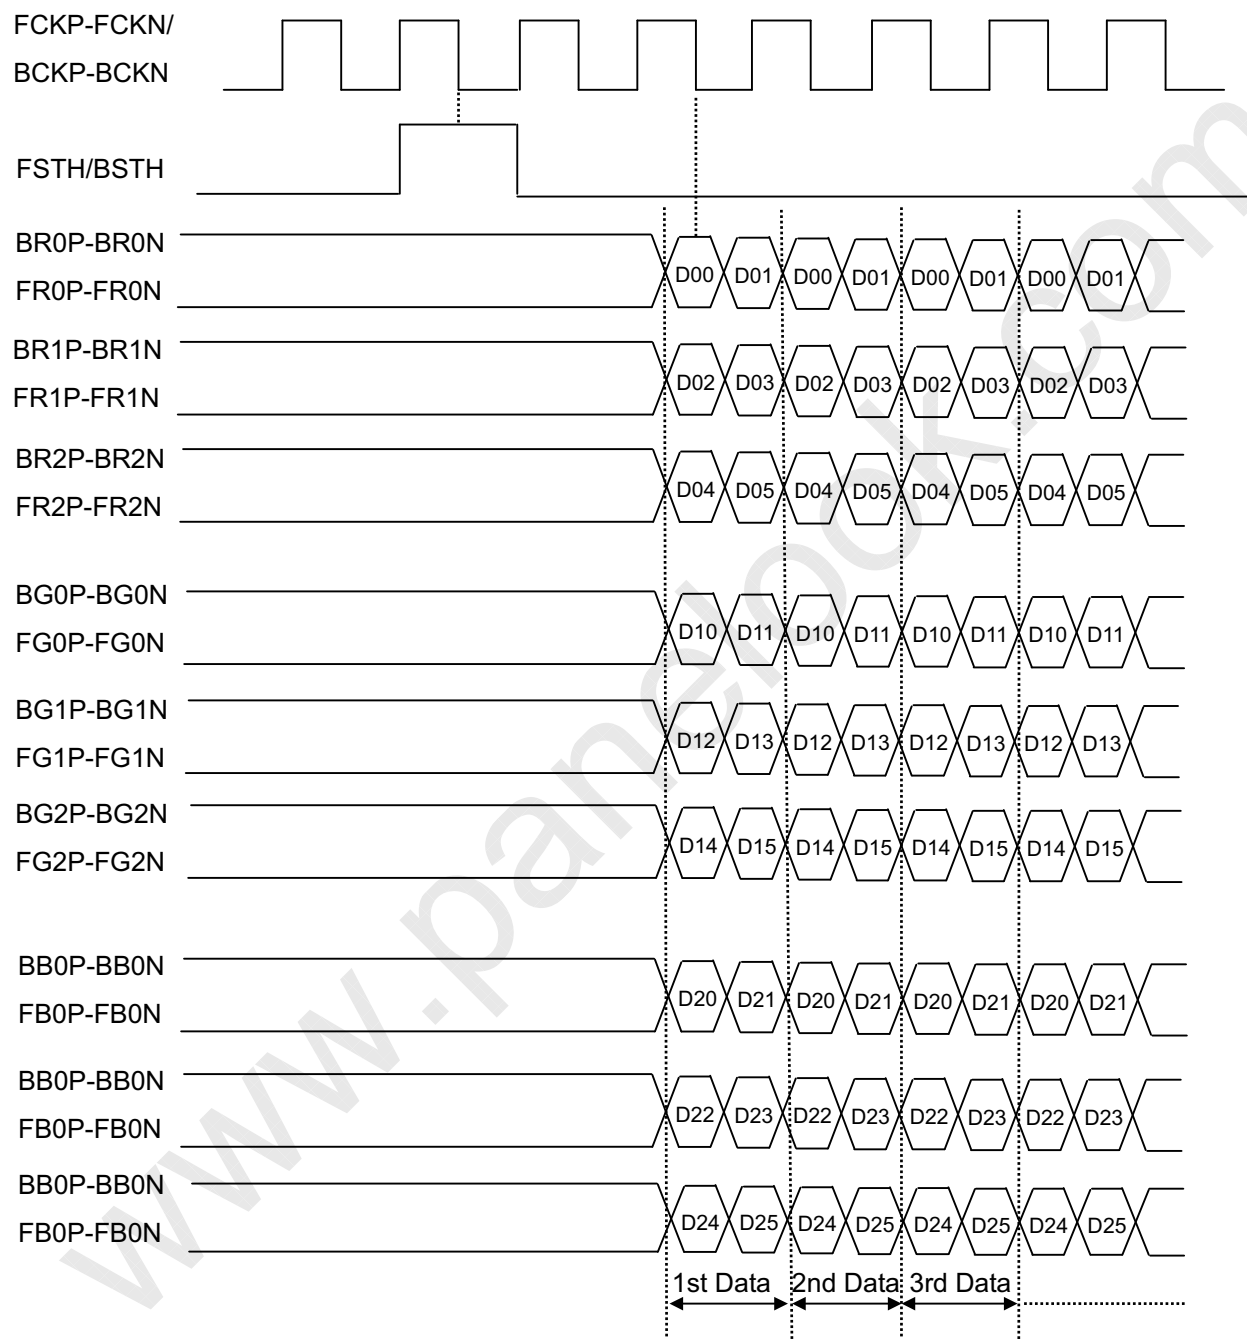 FCKP-FCKN/
BCKP-BCKN
FSTH/BSTH
BR0P-BR0N
FR0P-FR0N
D00 D01 D00 D01 D00 D01 D00 D01
BR1P-BR1N
FR1P-FR1N
D02 D03 D02 D03 D02 D03 D02 D03
BR2P-BR2N
FR2P-FR2N
D04 D05 D04 D05 D04 D05 D04 D05
BG0P-BG0N
FG0P-FG0N
D10 D11 D10 D11 D10 D11 D10 D11
BG1P-BG1N
FG1P-FG1N
D12 D13 D12 D13 D12 D13 D12 D13
BG2P-BG2N
FG2P-FG2N
D14 D15 D14 D15 D14 D15 D14 D15
BB0P-BB0N
FB0P-FB0N
D20 D21 D20 D21 D20 D21 D20 D21
BB0P-BB0N
FB0P-FB0N
D22 D23 D22 D23 D22 D23 D22 D23
BB0P-BB0N
FB0P-FB0N
D24 D25 D24 D25 D24 D25 D24 D25
1st Data 2nd Data 3rd Data
www.panelook.com